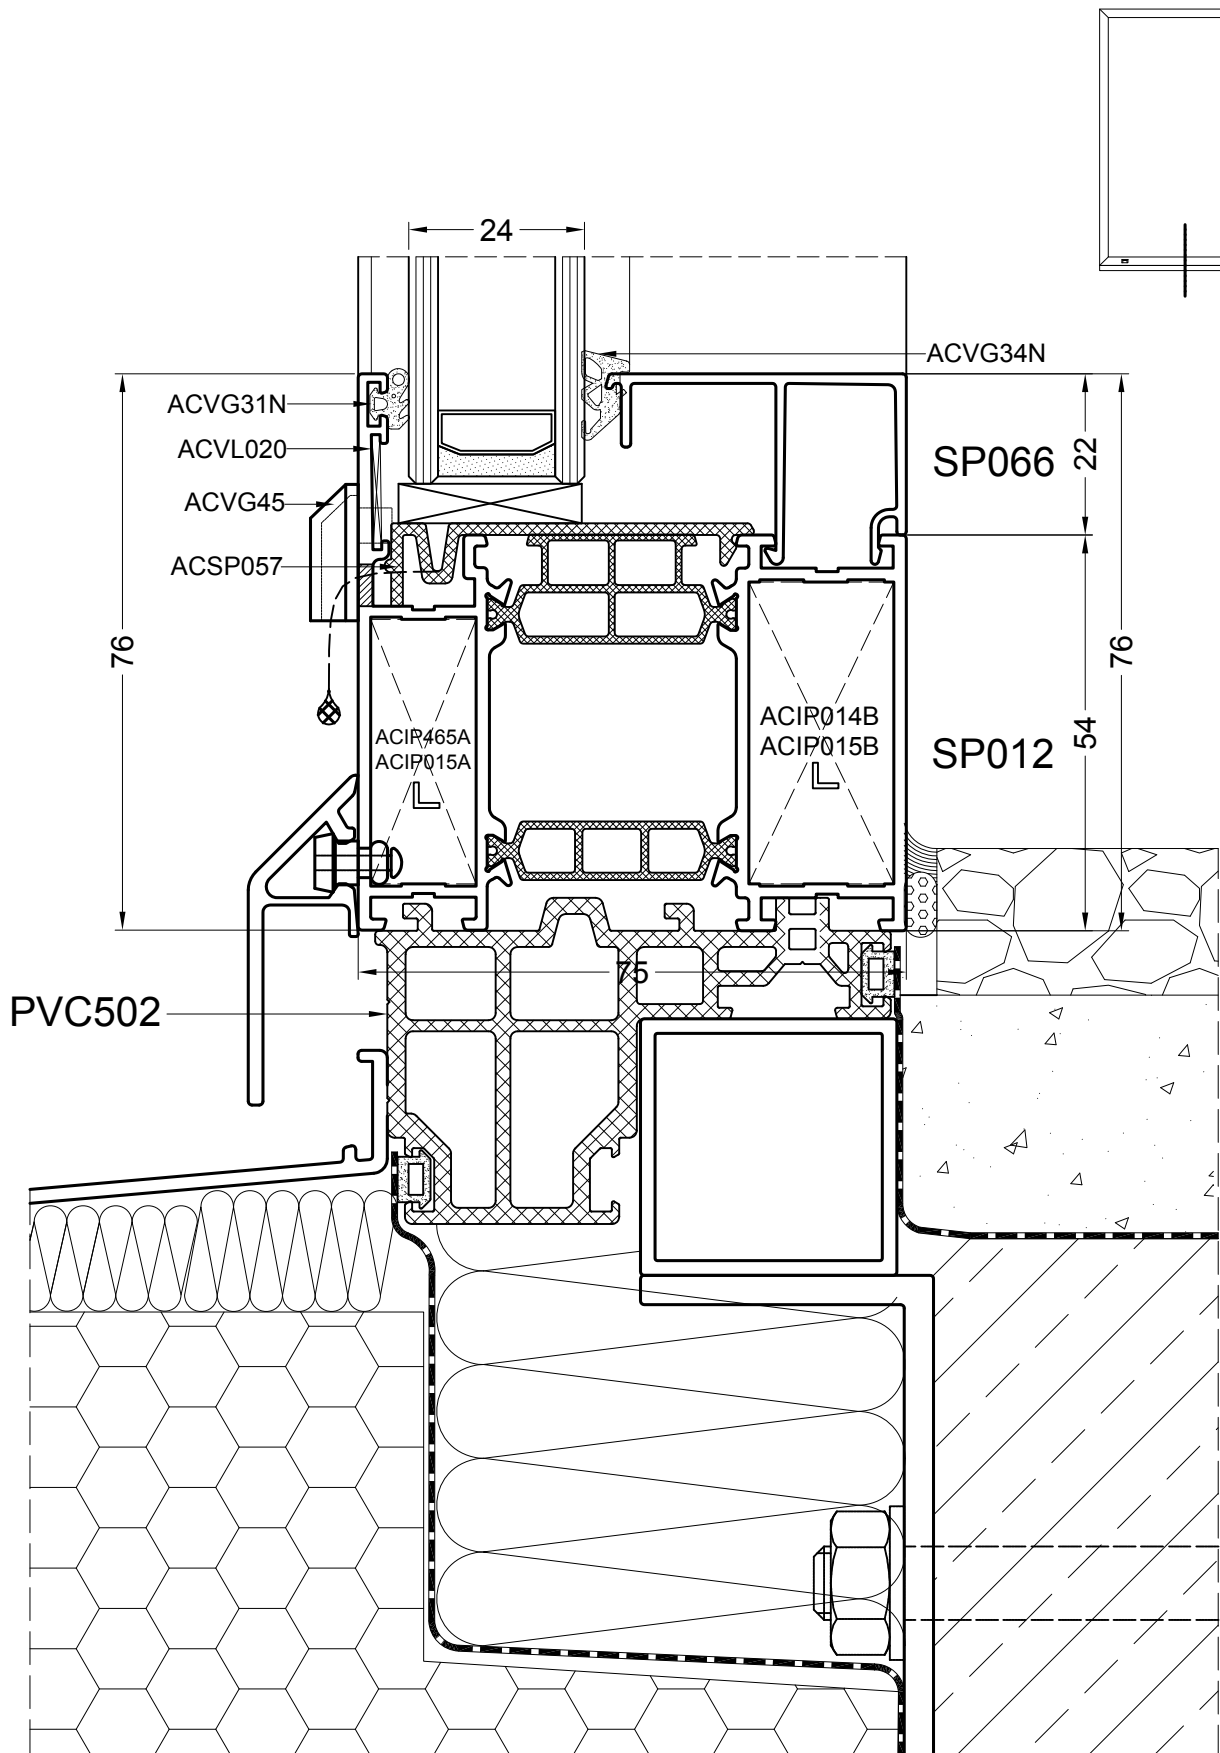 24
ACVG34N
ACVG31N
ACVL020
ACVG45
ACSP057
SP066
22
76
76
54
SP012
ACIP465A
ACIP015A
ACIP014B
ACIP015B
75
PVC502